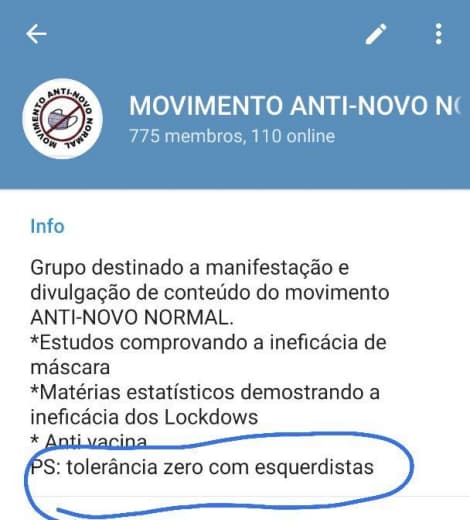 MOVIMENTO ANTI-NOVO N
775 membros, 110 online
MOVIMENTO ANTI-NOVO NORMAL
Info
Grupo destinado a manifestação e
divulgação de conteúdo do movimento
ANTI-NOVO NORMAL.
*Estudos comprovando a ineficácia de
máscara
*Matérias estatísticos demostrando a
ineficácia dos Lockdows
* Anti vacina
PS: tolerância zero com esquerdistas